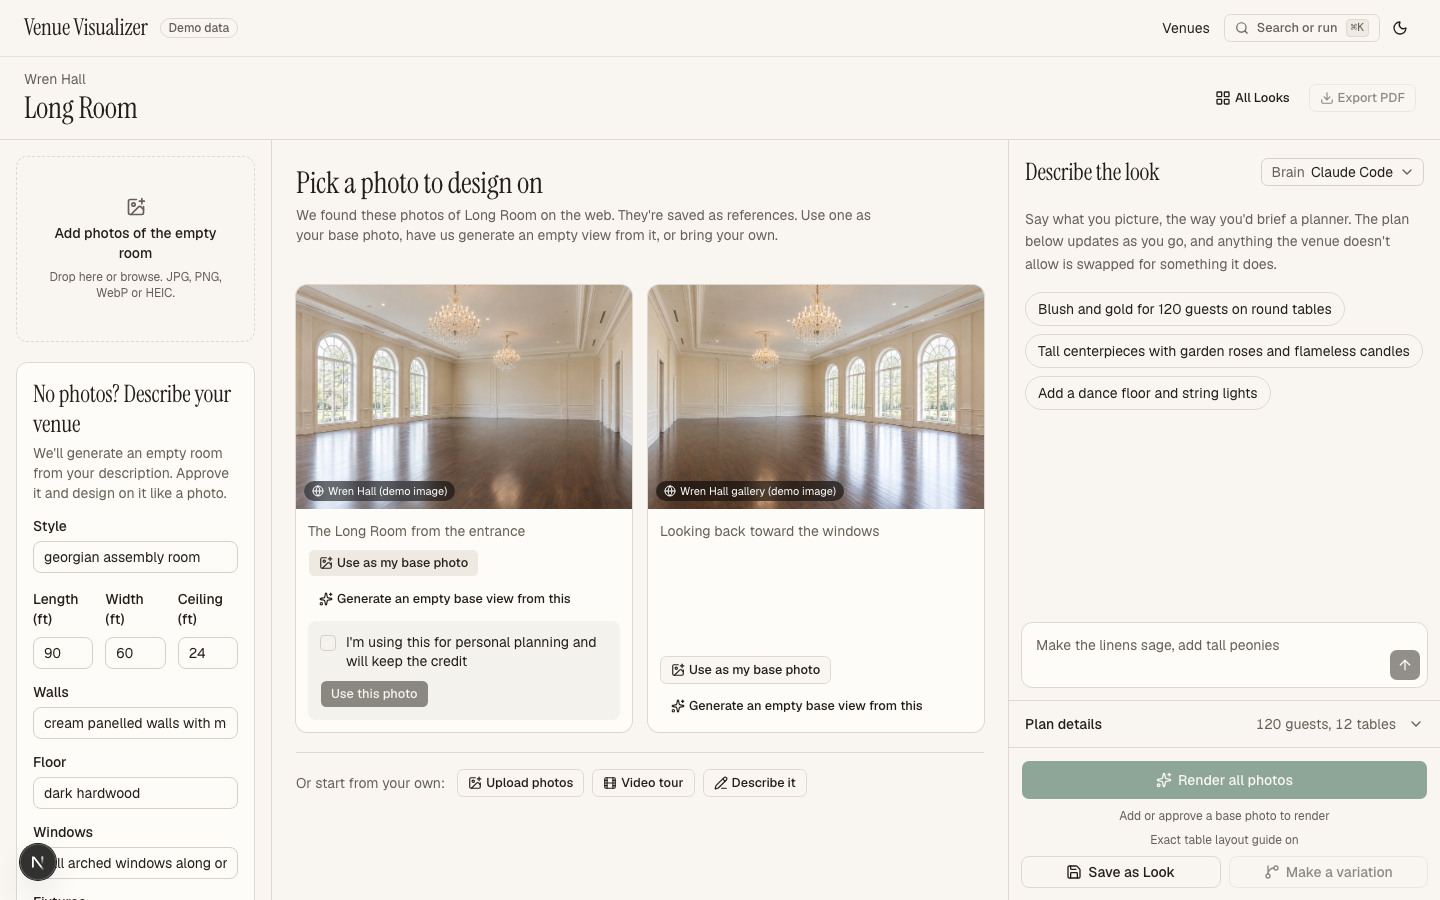 Venue Visualizer
Demo data
Venues
Search or run
⌘K
Wren Hall
Long Room
All Looks
Export PDF
Add photos of the empty
room
Drop here or browse. JPG, PNG,
WebP or HEIC.
No photos? Describe your
venue
We'll generate an empty room
from your description. Approve
it and design on it like a photo.
Style
georgian assembly room
Length
(ft)
Width
(ft)
Ceiling
(ft)
90
60
24
Walls
cream panelled walls with m
Floor
dark hardwood
Windows
ll arched windows along or
N
Pick a photo to design on
We found these photos of Long Room on the web. They're saved as references. Use one as
your base photo, have us generate an empty view from it, or bring your own.
Wren Hall (demo image)
The Long Room from the entrance
Use as my base photo
Generate an empty base view from this
I'm using this for personal planning and
will keep the credit
Use this photo
Wren Hall gallery (demo image)
Looking back toward the windows
Use as my base photo
Generate an empty base view from this
Or start from your own:
Upload photos
Video tour
Describe it
Describe the look
Brain Claude Code
Say what you picture, the way you'd brief a planner. The plan
below updates as you go, and anything the venue doesn't
allow is swapped for something it does.
Blush and gold for 120 guests on round tables
Tall centerpieces with garden roses and flameless candles
Add a dance floor and string lights
Make the linens sage, add tall peonies
Plan details
120 guests, 12 tables
Render all photos
Add or approve a base photo to render
Exact table layout guide on
Save as Look
Make a variation